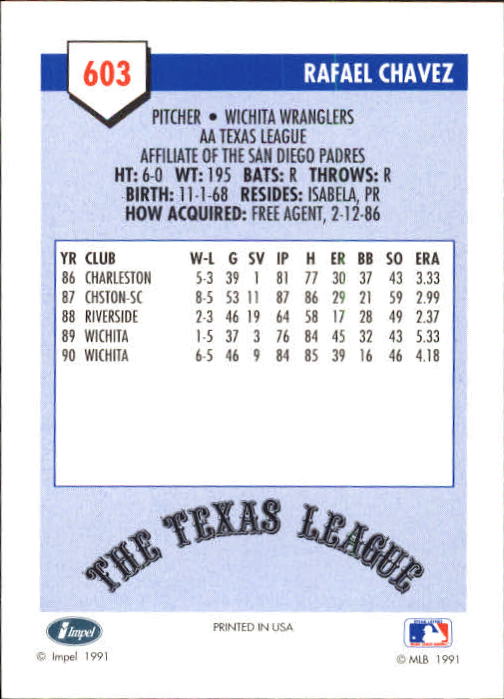 603
RAFAEL CHAVEZ
PITCHER • WICHITA WRANGLERS
AA TEXAS LEAGUE
AFFILIATE OF THE SAN DIEGO PADRES
HT: 6-0 WT: 195 BATS: R THROWS: R
BIRTH: 11-1-68 RESIDES: ISABELA, PR
HOW ACQUIRED: FREE AGENT, 2-12-86
YR CLUB W-L G SV IP H ER BB SO ERA
86 CHARLESTON 5-3 39 1 81 77 30 37 43 3.33
87 CHSTON-SC 8-5 53 11 87 86 29 21 59 2.99
88 RIVERSIDE 2-3 46 19 64 58 17 28 49 2.37
89 WICHITA 1-5 37 3 76 84 45 32 43 5.33
90 WICHITA 6-5 46 9 84 85 39 16 46 4.18
THE TEXAS LEAGUE
Impel
PRINTED IN USA
© Impel 1991
© MLB 1991